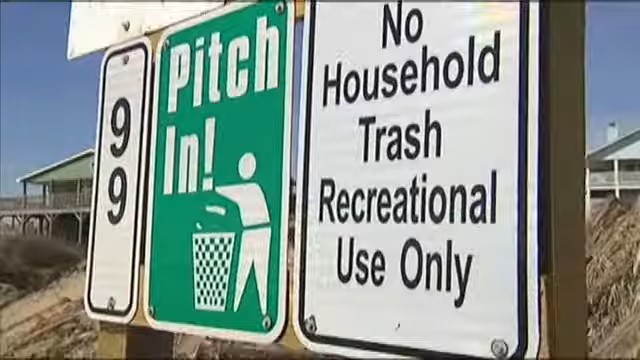 99
Pitch
In!
No
Household
Trash
Recreational
Use Only